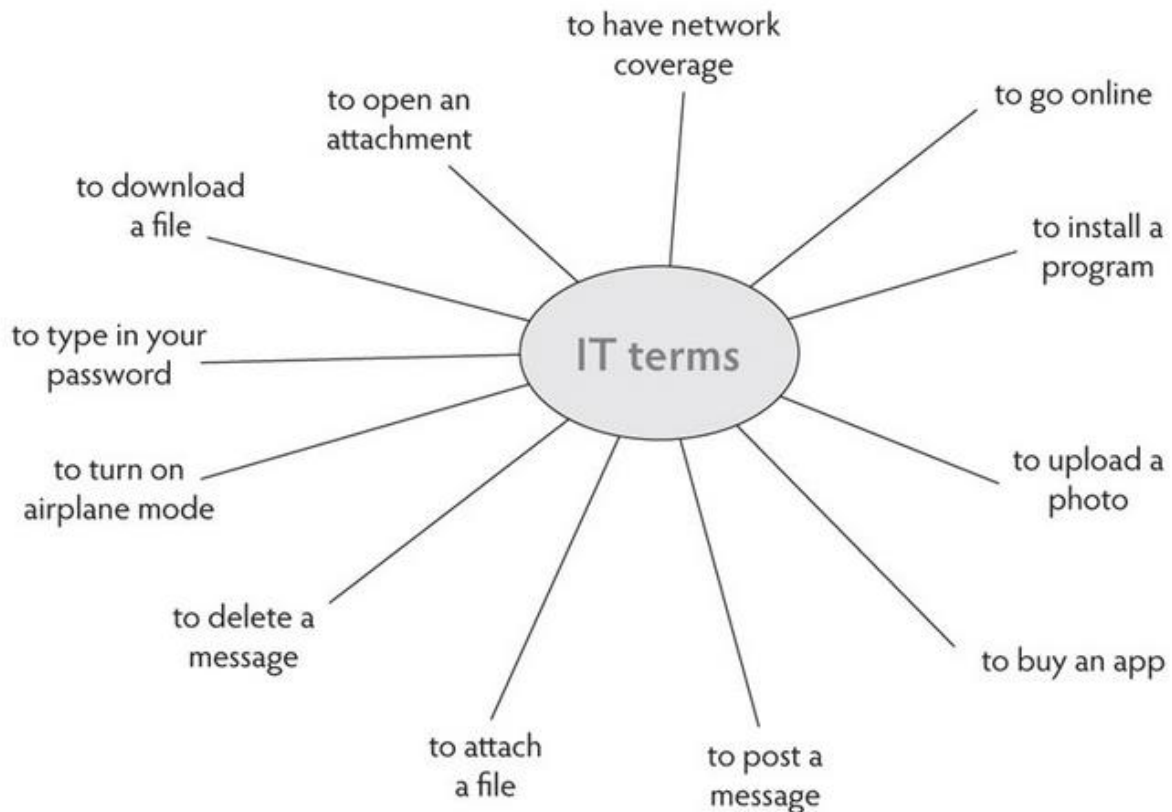 to have network
coverage
to go online
to open an
attachment
to install a
program
to download
a file
to type in your
password
IT terms
to turn on
airplane mode
to upload a
photo
to delete a
message
to buy an app
to attach
a file
to post a
message